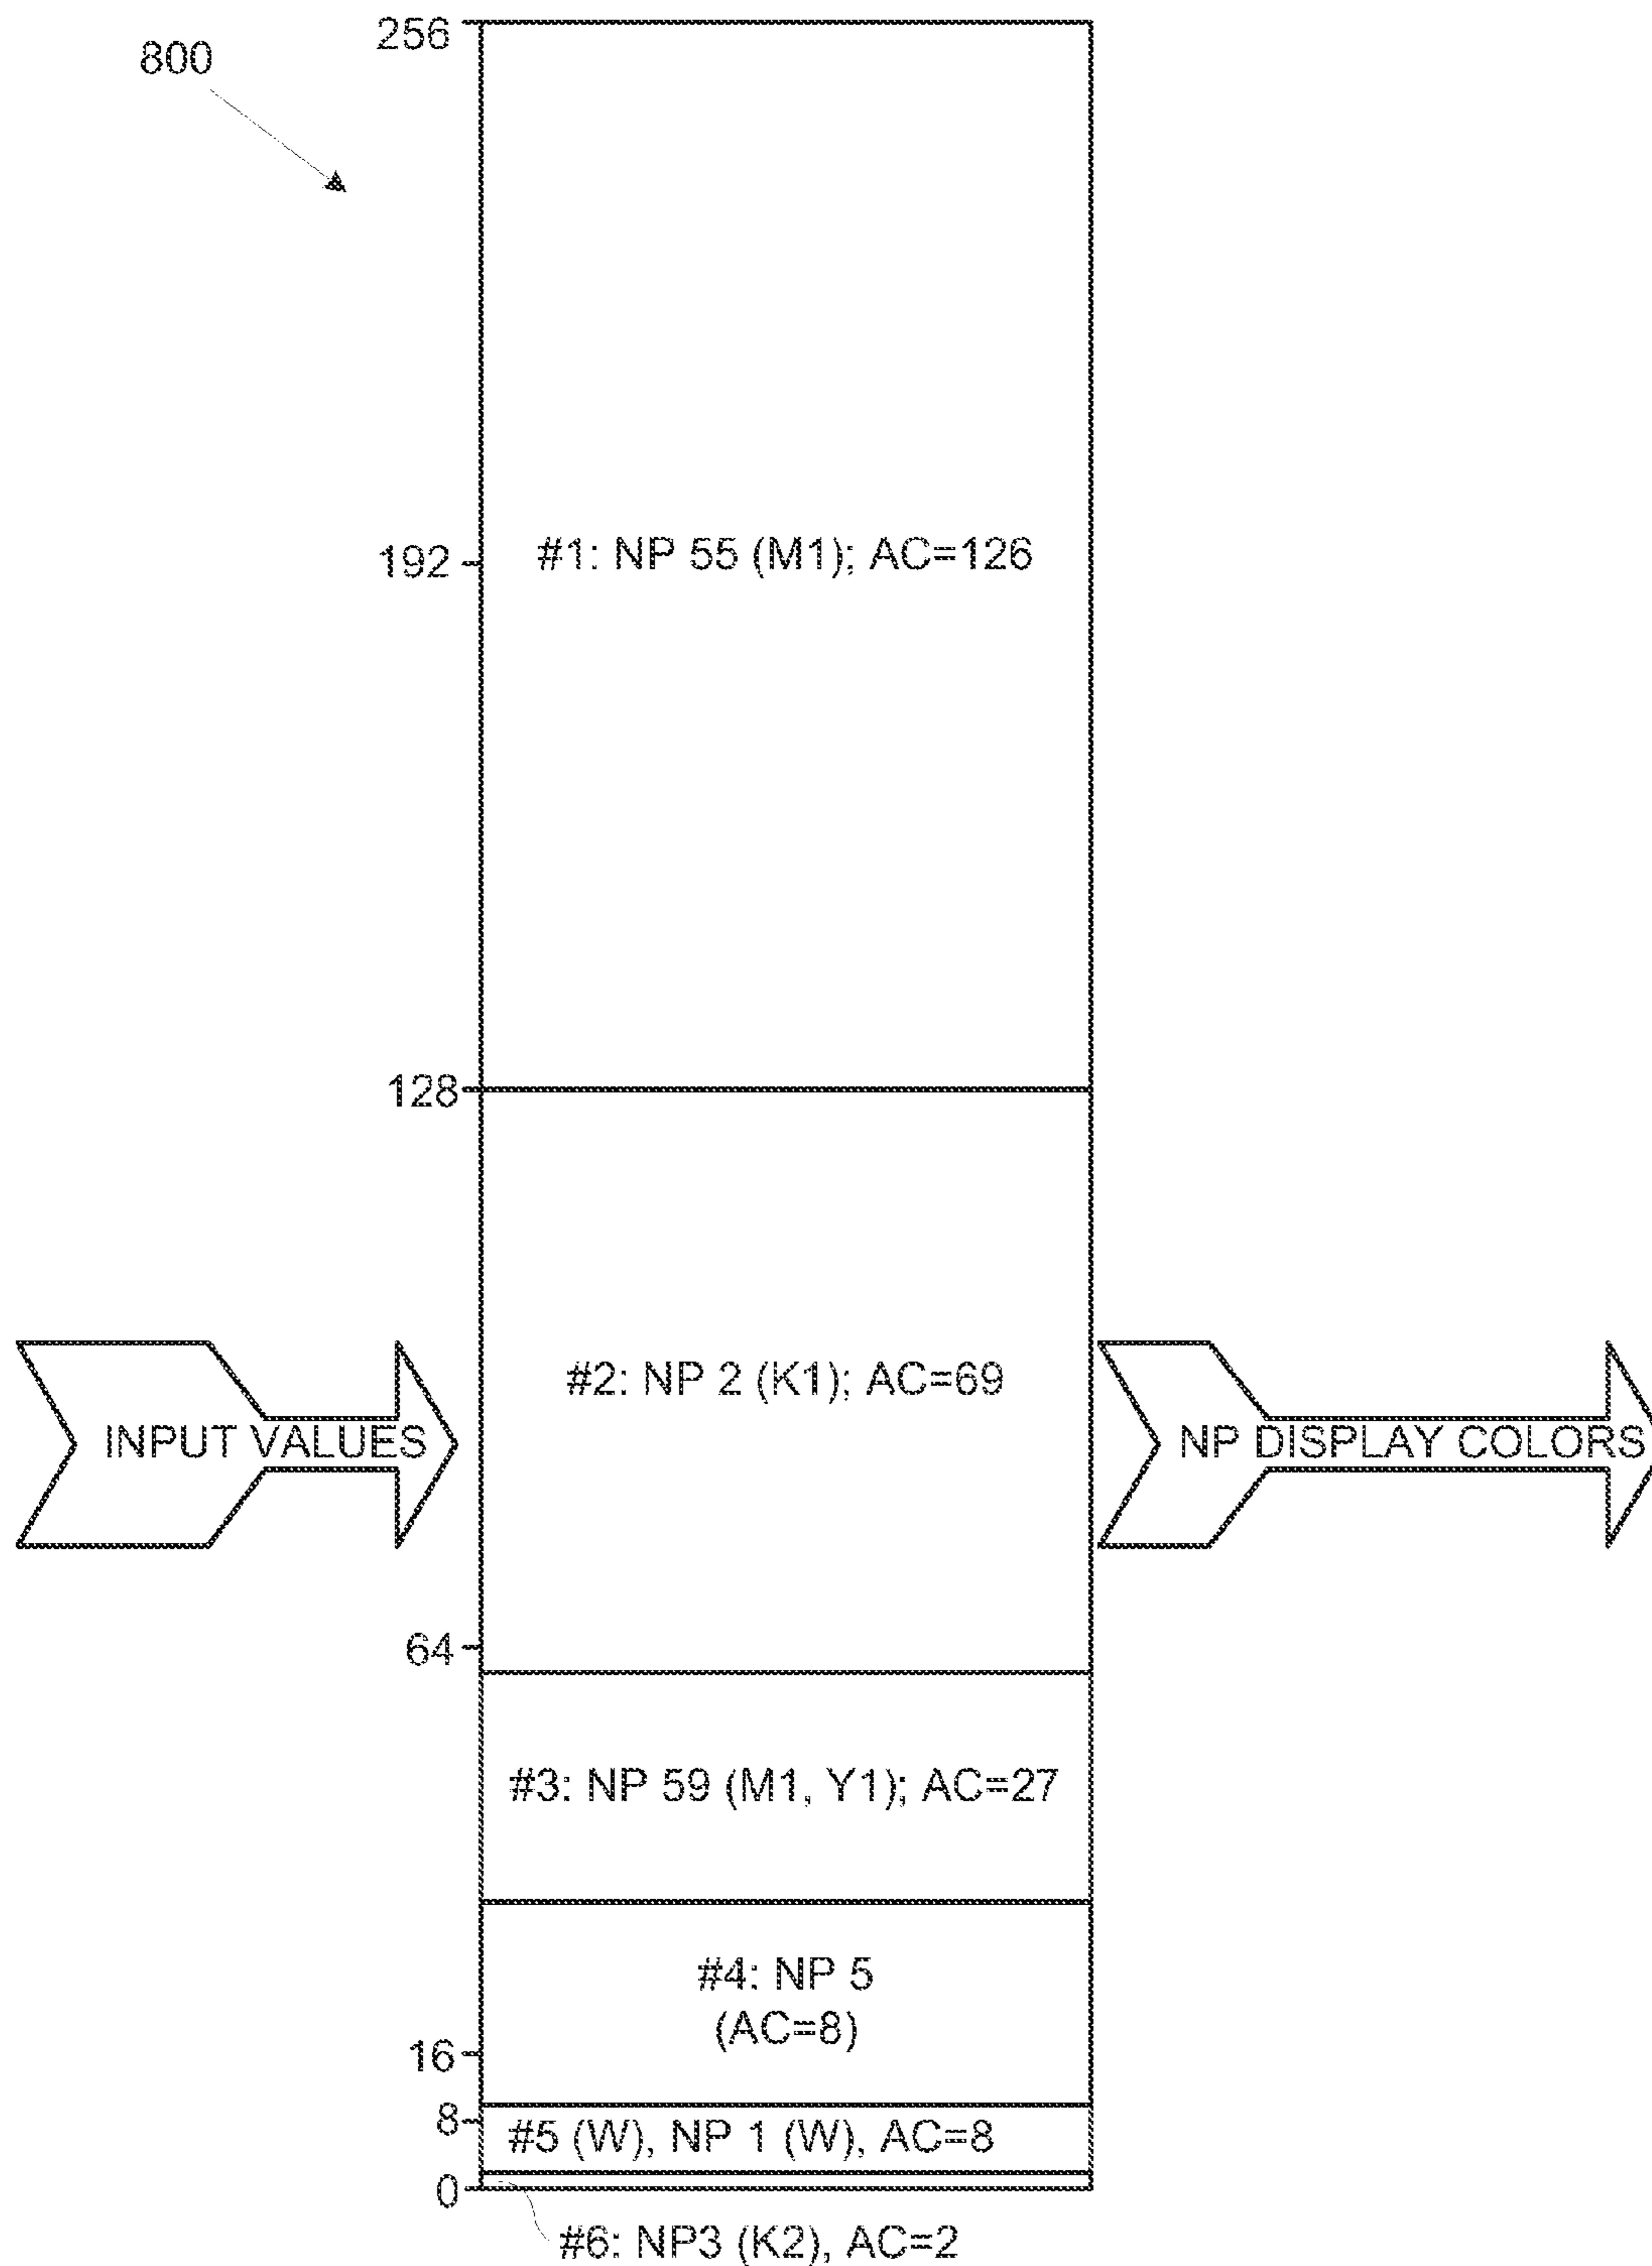 256
800
192
#1: NP 55 (M1); AC=126
128
#2: NP 2 (K1); AC=69
INPUT VALUES
NP DISPLAY COLORS
64
#3: NP 59 (M1, Y1); AC=27
#4: NP 5
(AC=8)
16
8
#5 (W), NP 1 (W), AC=8
0
#6: NP3 (K2), AC=2